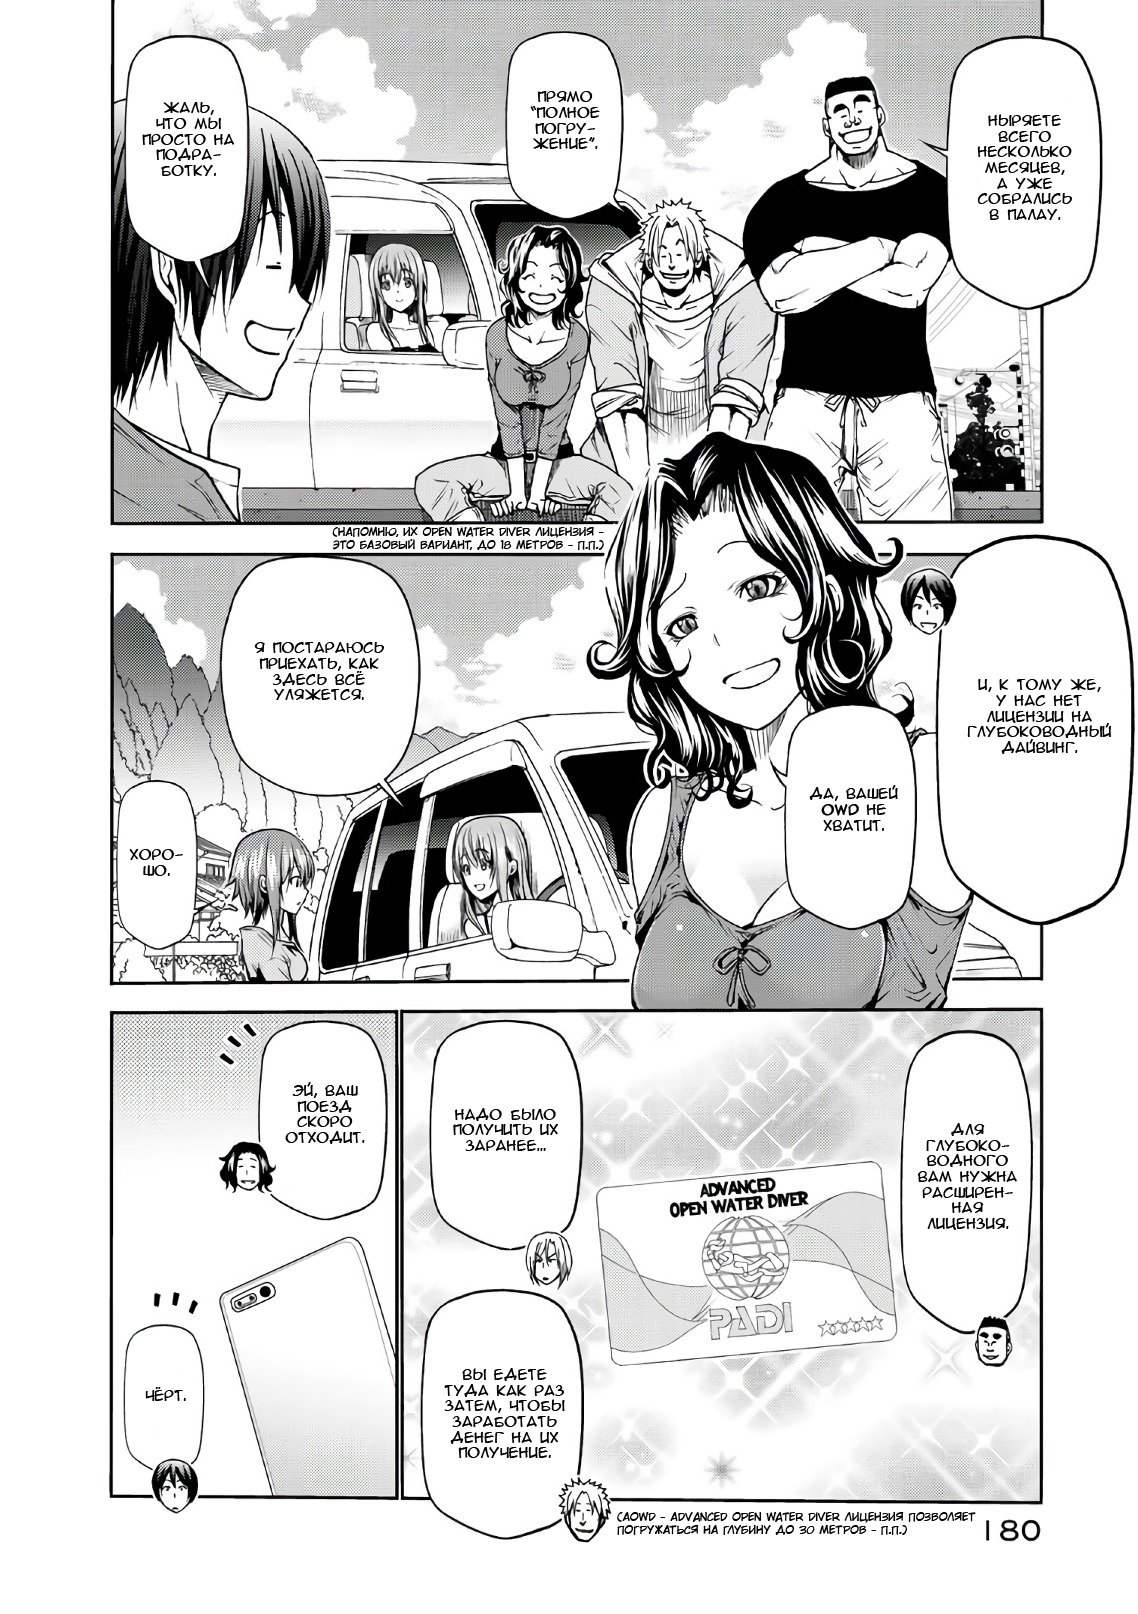 НЫРЯЕТЕ
ВСЕГО
НЕСКОЛЬКО
МЕСЯЦЕВ,
А УЖЕ
СОБРАЛИСЬ
В ПАЛАУ.
ПРЯМО
"ПОЛНОЕ
ПОГРУ-
ЖЕНИЕ".
ЖАЛЬ,
ЧТО МЫ
ПРОСТО НА
ПОДРА-
БОТКУ.
(НАПОМНЮ, ИХ OPEN WATER DIVER ЛИЦЕНЗИЯ -
ЭТО БАЗОВЫЙ ВАРИАНТ, ДО 18 МЕТРОВ - П.П.)
И, К ТОМУ ЖЕ,
У НАС НЕТ
ЛИЦЕНЗИИ НА
ГЛУБОКОВОДНЫЙ
ДАЙВИНГ.
ДА, ВАШЕЙ
OWD НЕ
ХВАТИТ.
Я ПОСТАРАЮСЬ
ПРИЕХАТЬ, КАК
ЗДЕСЬ ВСЁ
УЛЯЖЕТСЯ.
ХОРО-
ШО.
ДЛЯ
ГЛУБОКО-
ВОДНОГО
ВАМ НУЖНА
РАСШИРЕН-
НАЯ
ЛИЦЕНЗИЯ.
ADVANCED
OPEN WATER DIVER
PADI
НАДО БЫЛО
ПОЛУЧИТЬ ИХ
ЗАРАНЕЕ...
ВЫ ЕДЕТЕ
ТУДА КАК РАЗ
ЗАТЕМ, ЧТОБЫ
ЗАРАБОТАТЬ
ДЕНЕГ НА ИХ
ПОЛУЧЕНИЕ.
(AOWD - ADVANCED OPEN WATER DIVER ЛИЦЕНЗИЯ ПОЗВОЛЯЕТ
ПОГРУЖАТЬСЯ НА ГЛУБИНУ ДО 30 МЕТРОВ - П.П.)
ЭЙ, ВАШ
ПОЕЗД
СКОРО
ОТХОДИТ.
ЧЁРТ.
180